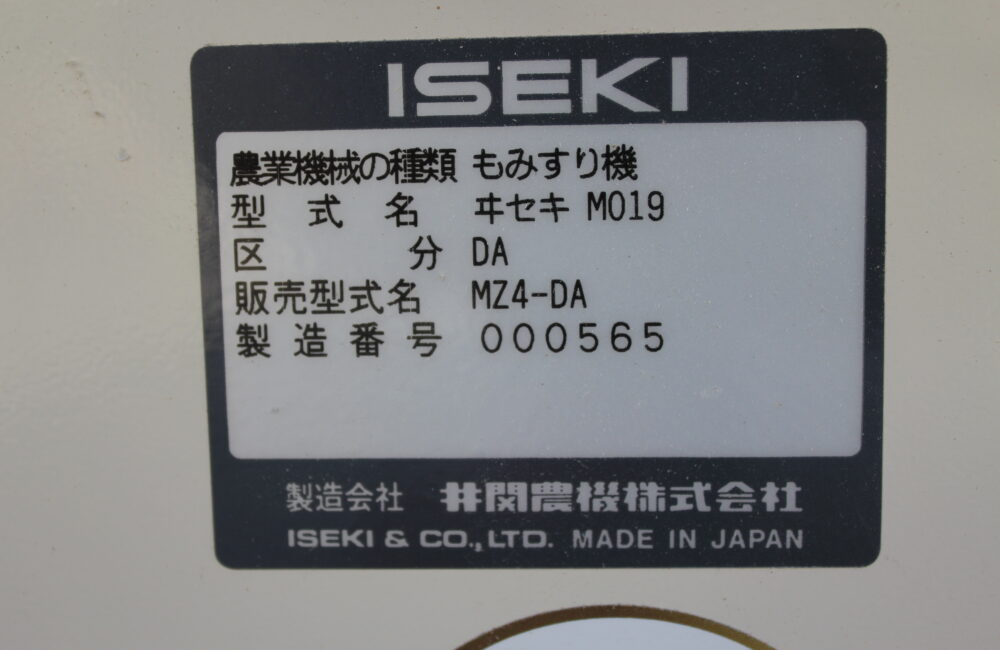 ISEKI
農業機械の種類 もみすり機
型式名 ヰセキ M019
区分 DA
販売型式名 MZ4-DA
製造番号 000565
製造会社 井関農機株式会社
ISEKI & CO.,LTD. MADE IN JAPAN